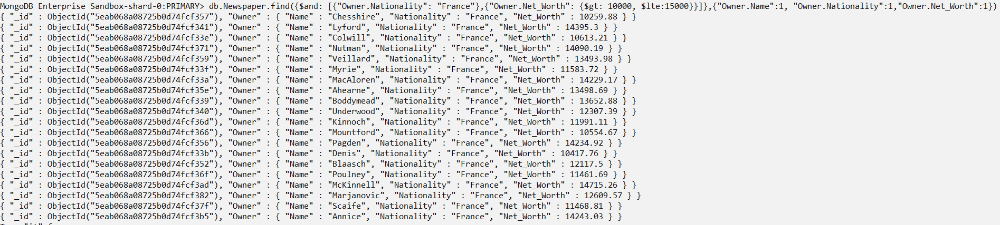 MongoDB Enterprise Sandbox-shard-0:PRIMARY> db.Newspaper.find({$and: [{"Owner.Nationality": "France"},{"Owner.Net_Worth": {$gt: 10000, $lte:15000}}]},{"Owner.Name":1, "Owner.Nationality":1,"Owner.Net_Worth":1})
{ "_id" : ObjectId("5eab068a08725b0d74fcf357"), "Owner" : { "Name" : "Chesshire", "Nationality" : "France", "Net_Worth" : 10259.88 } }
{ "_id" : ObjectId("5eab068a08725b0d74fcf341"), "Owner" : { "Name" : "Lyford", "Nationality" : "France", "Net_Worth" : 14395.3 } }
{ "_id" : ObjectId("5eab068a08725b0d74fcf33e"), "Owner" : { "Name" : "Colwill", "Nationality" : "France", "Net_Worth" : 10613.21 } }
{ "_id" : ObjectId("5eab068a08725b0d74fcf371"), "Owner" : { "Name" : "Nutman", "Nationality" : "France", "Net_Worth" : 14090.19 } }
{ "_id" : ObjectId("5eab068a08725b0d74fcf359"), "Owner" : { "Name" : "Veillard", "Nationality" : "France", "Net_Worth" : 13493.98 } }
{ "_id" : ObjectId("5eab068a08725b0d74fcf33f"), "Owner" : { "Name" : "Myrie", "Nationality" : "France", "Net_Worth" : 11583.72 } }
{ "_id" : ObjectId("5eab068a08725b0d74fcf33a"), "Owner" : { "Name" : "MacAloren", "Nationality" : "France", "Net_Worth" : 14229.17 } }
{ "_id" : ObjectId("5eab068a08725b0d74fcf35e"), "Owner" : { "Name" : "Ahearne", "Nationality" : "France", "Net_Worth" : 13498.69 } }
{ "_id" : ObjectId("5eab068a08725b0d74fcf339"), "Owner" : { "Name" : "Boddymead", "Nationality" : "France", "Net_Worth" : 13652.88 } }
{ "_id" : ObjectId("5eab068a08725b0d74fcf340"), "Owner" : { "Name" : "Underwood", "Nationality" : "France", "Net_Worth" : 12307.39 } }
{ "_id" : ObjectId("5eab068a08725b0d74fcf36d"), "Owner" : { "Name" : "Kinnoch", "Nationality" : "France", "Net_Worth" : 11991.11 } }
{ "_id" : ObjectId("5eab068a08725b0d74fcf366"), "Owner" : { "Name" : "Mountford", "Nationality" : "France", "Net_Worth" : 10554.67 } }
{ "_id" : ObjectId("5eab068a08725b0d74fcf356"), "Owner" : { "Name" : "Pagden", "Nationality" : "France", "Net_Worth" : 14234.92 } }
{ "_id" : ObjectId("5eab068a08725b0d74fcf33b"), "Owner" : { "Name" : "Denis", "Nationality" : "France", "Net_Worth" : 10417.76 } }
{ "_id" : ObjectId("5eab068a08725b0d74fcf352"), "Owner" : { "Name" : "Blaasch", "Nationality" : "France", "Net_Worth" : 12117.5 } }
{ "_id" : ObjectId("5eab068a08725b0d74fcf36f"), "Owner" : { "Name" : "Poulney", "Nationality" : "France", "Net_Worth" : 11461.69 } }
{ "_id" : ObjectId("5eab068a08725b0d74fcf3ad"), "Owner" : { "Name" : "McKinnell", "Nationality" : "France", "Net_Worth" : 14715.26 } }
{ "_id" : ObjectId("5eab068a08725b0d74fcf382"), "Owner" : { "Name" : "Marjanovic", "Nationality" : "France", "Net_Worth" : 12609.57 } }
{ "_id" : ObjectId("5eab068a08725b0d74fcf37f"), "Owner" : { "Name" : "Scaife", "Nationality" : "France", "Net_Worth" : 11468.81 } }
{ "_id" : ObjectId("5eab068a08725b0d74fcf3b5"), "Owner" : { "Name" : "Annice", "Nationality" : "France", "Net_Worth" : 14243.03 } }